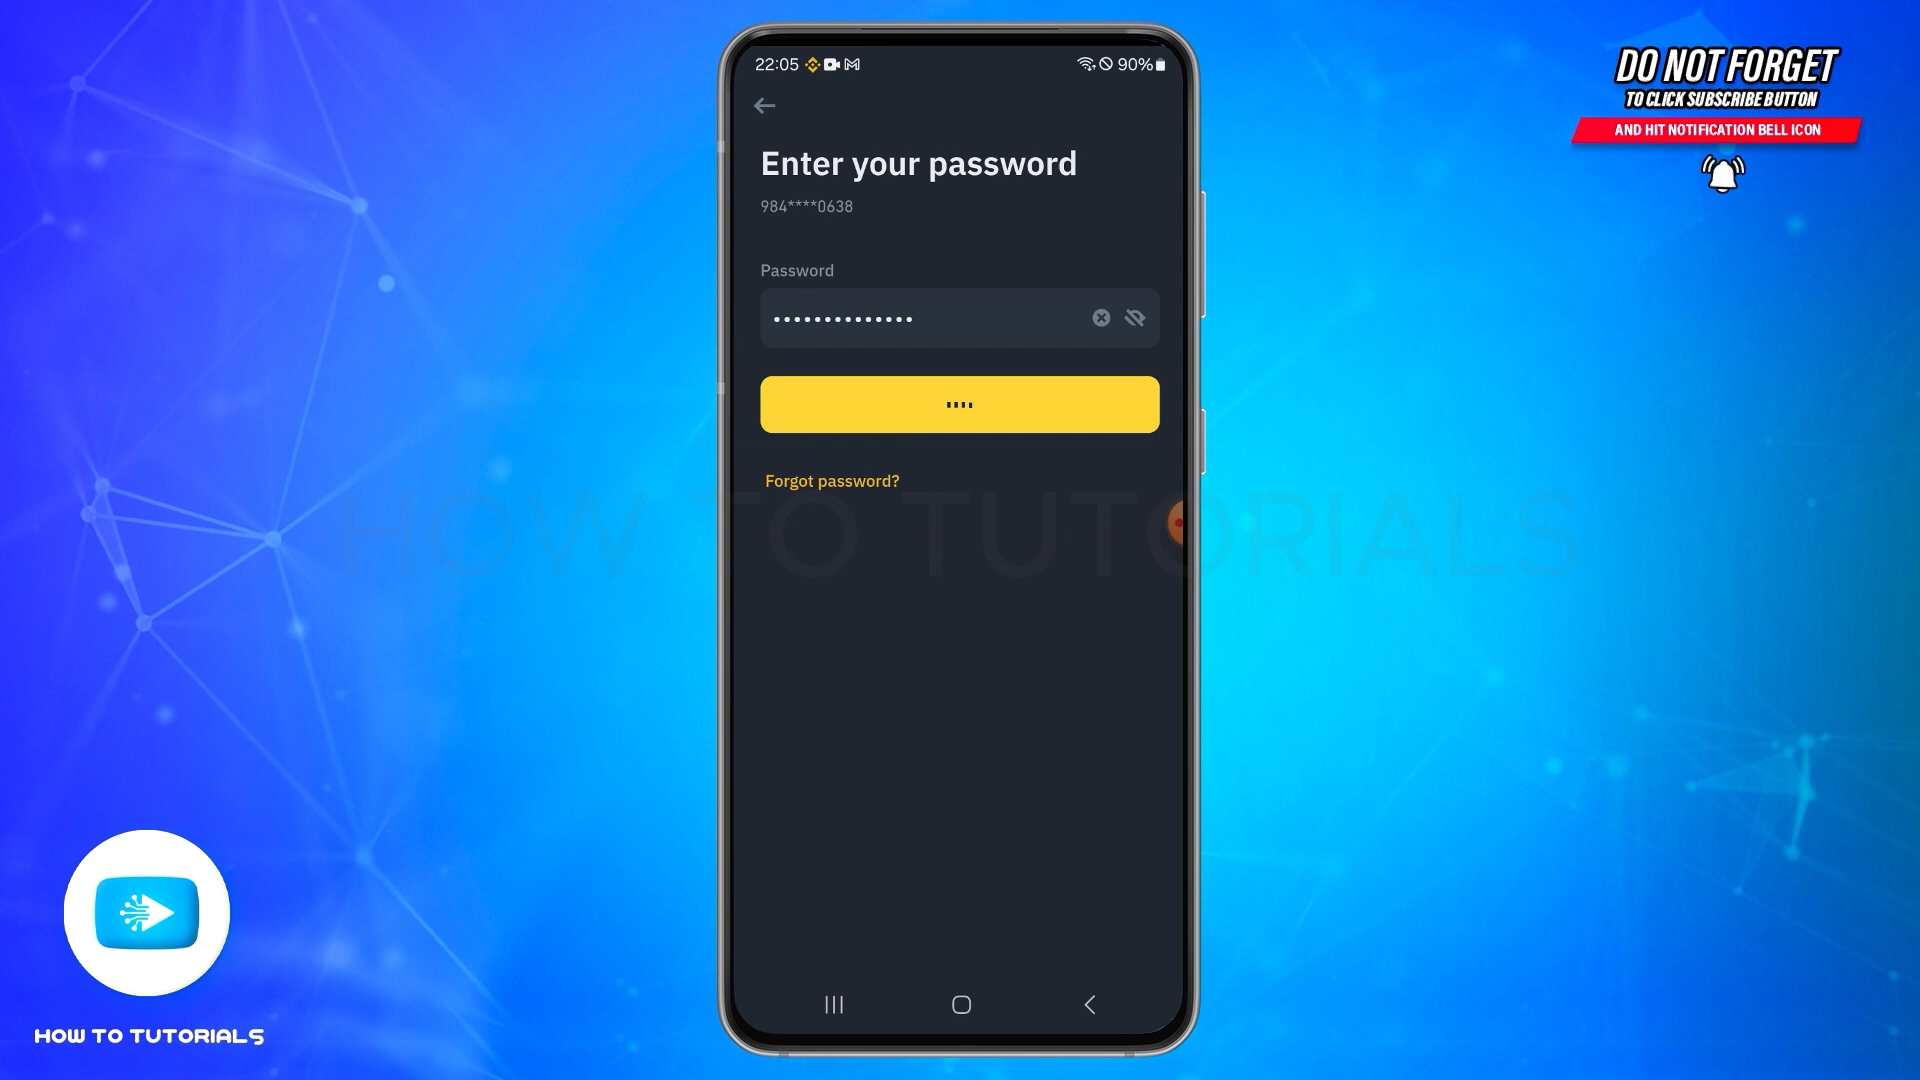 DO NOT FORGET
TO CLICK SUBSCRIBE BUTTON
AND HIT NOTIFICATION BELL ICON
22:05
90%
Enter your password
984****0638
Password
••••••••••••••
Forgot password?
HOW TO TUTORIALS
HOW TO TUTORIALS